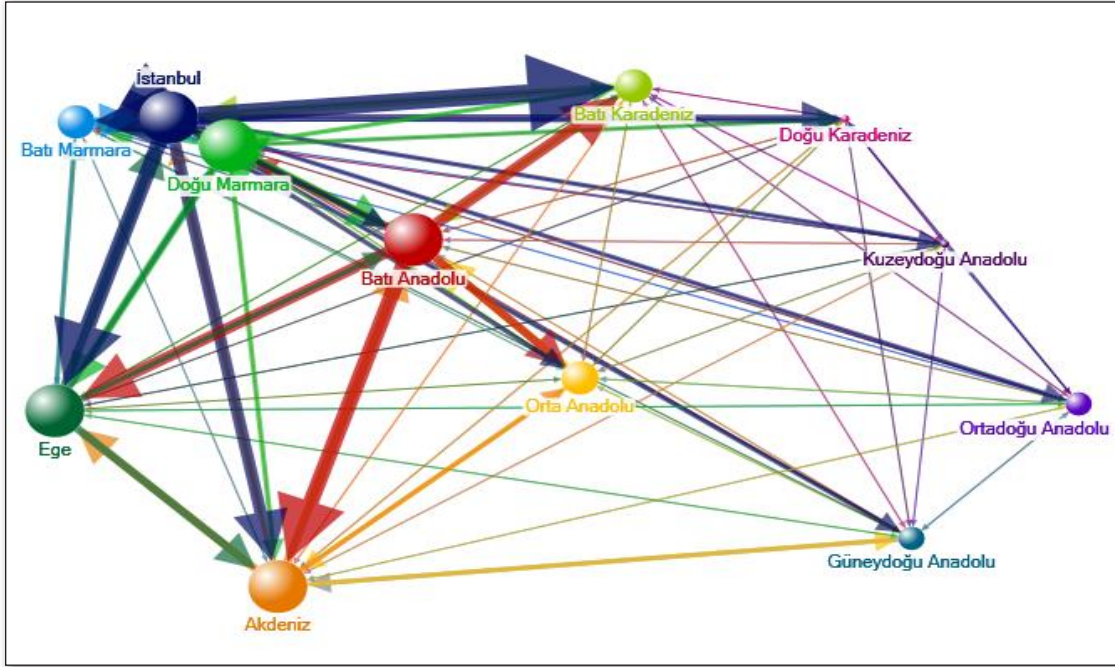 İstanbul
Batı Marmara
Doğu Marmara
Batı Karadeniz
Doğu Karadeniz
Batı Anadolu
Kuzeydoğu Anadolu
Orta Anadolu
Ortadoğu Anadolu
Ege
Güneydoğu Anadolu
Akdeniz